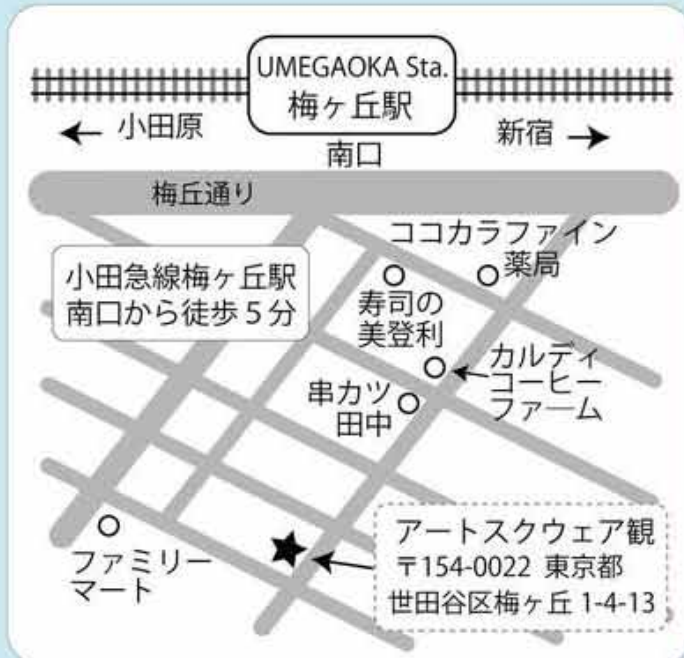 UMEGAOKA Sta.
梅ヶ丘駅
小田原
新宿
南口
梅丘通り
ココカラファイン
薬局
小田急線梅ヶ丘駅
南口から徒歩5分
寿司の
美登利
カルディ
コーヒー
ファーム
串カツ
田中
ファミリー
マート
アートスクウェア観
〒154-0022 東京都
世田谷区梅ヶ丘 1-4-13